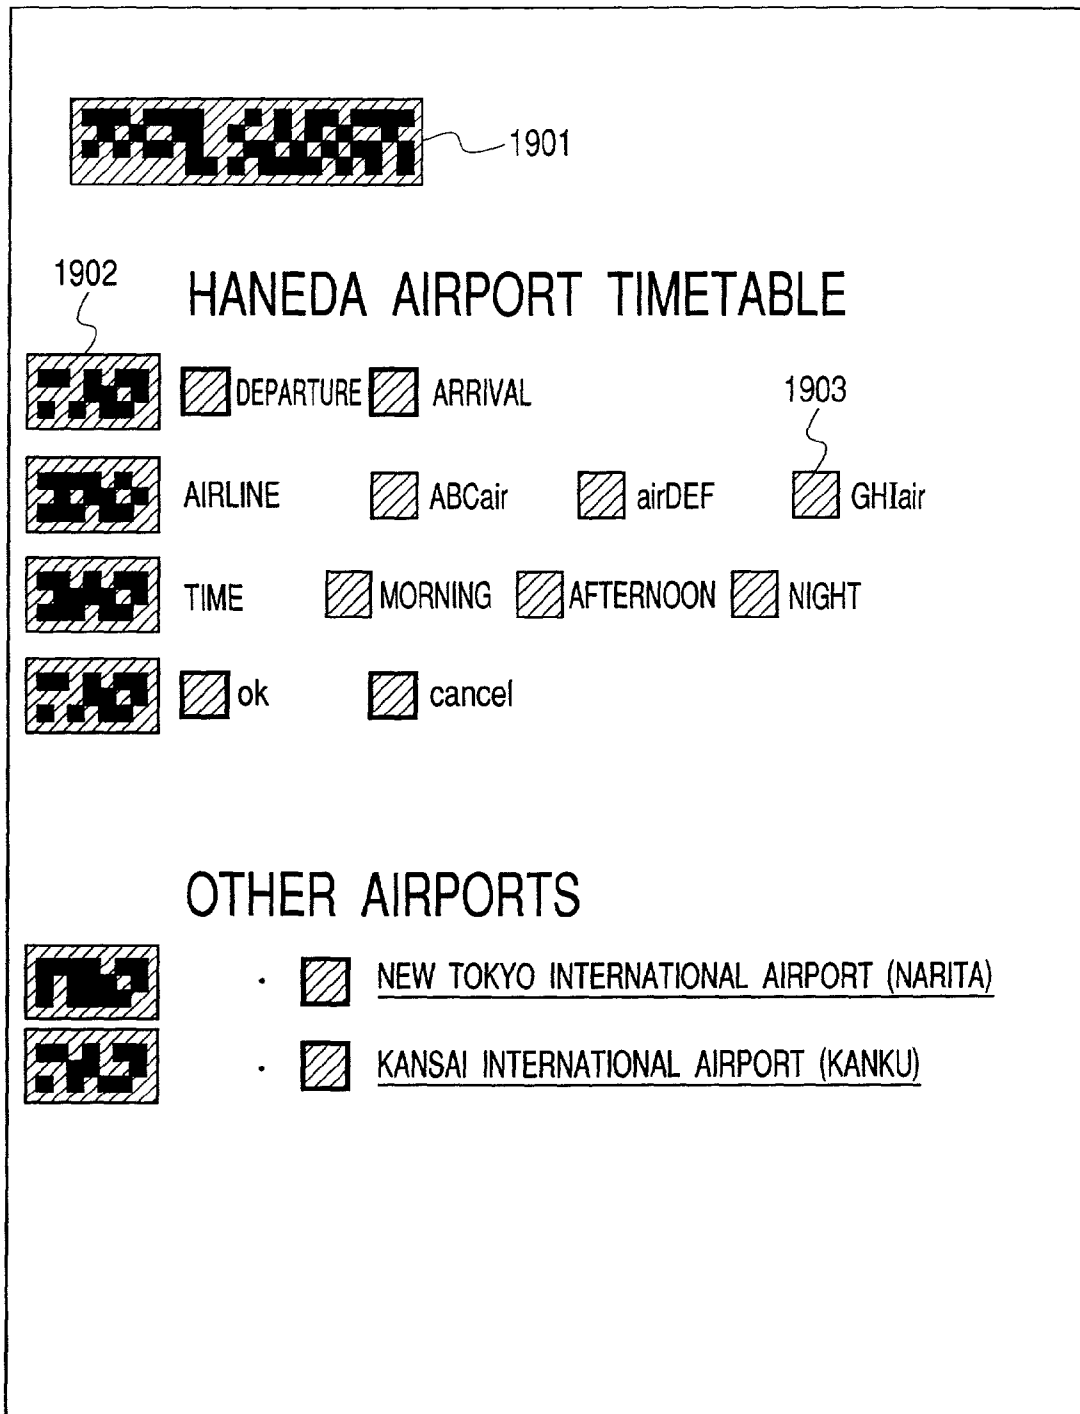 1901
1902
HANEDA AIRPORT TIMETABLE
DEPARTURE ARRIVAL
1903
AIRLINE ABCair airDEF GHIair
TIME MORNING AFTERNOON NIGHT
ok cancel
OTHER AIRPORTS
· NEW TOKYO INTERNATIONAL AIRPORT (NARITA)
· KANSAI INTERNATIONAL AIRPORT (KANKU)